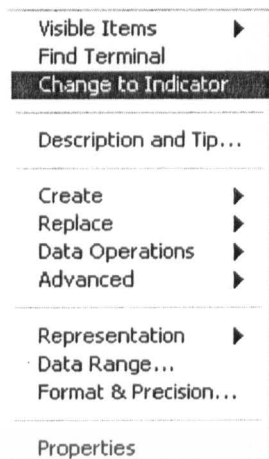 Visible Items
Find Terminal
Change to Indicator
Description and Tip...
Create
Replace
Data Operations
Advanced
Representation
Data Range...
Format & Precision...
Properties